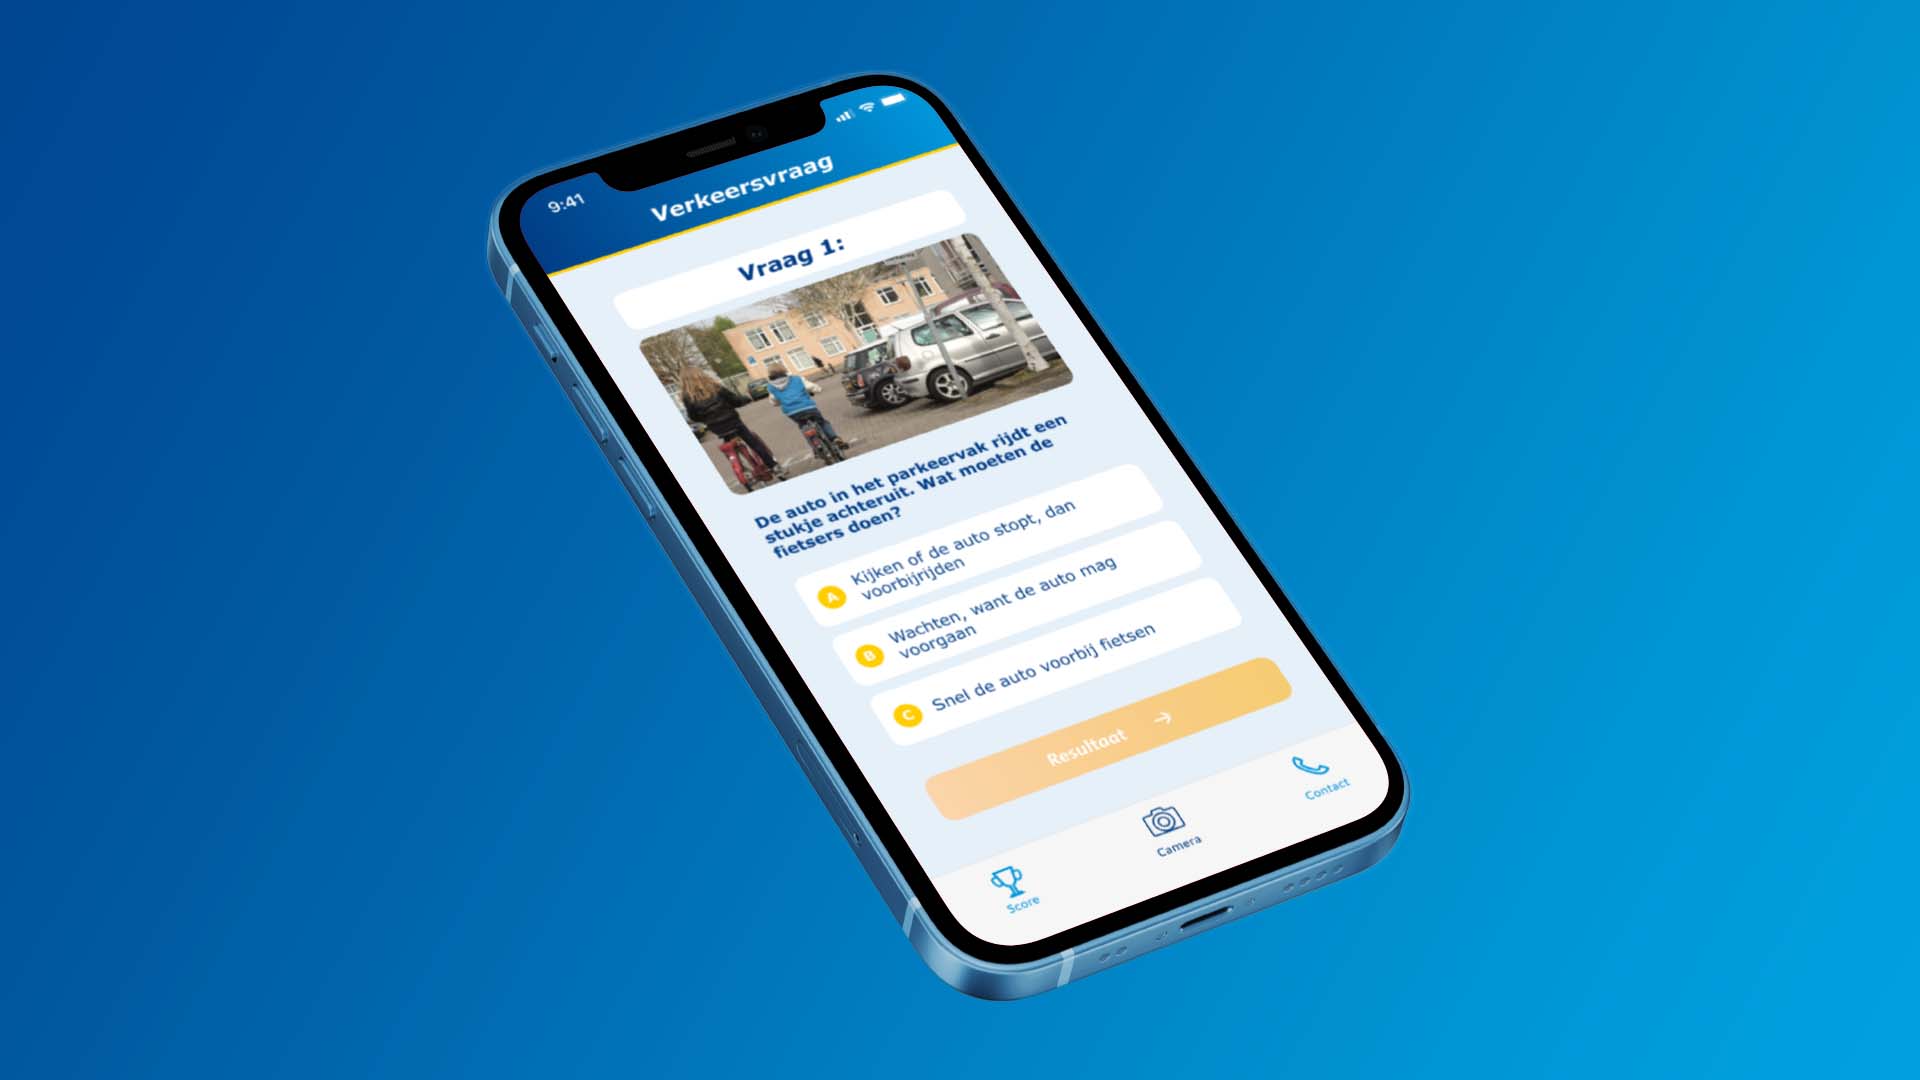 9:41
Verkeersvraag
Vraag 1:
De auto in het parkeervak rijdt een
stukje achteruit. Wat moeten de
fietsers doen?
A Kijken of de auto stopt, dan
voorbijrijden
B Wachten, want de auto mag
voorgaan
C Snel de auto voorbij fietsen
Resultaat
Score
Camera
Contact